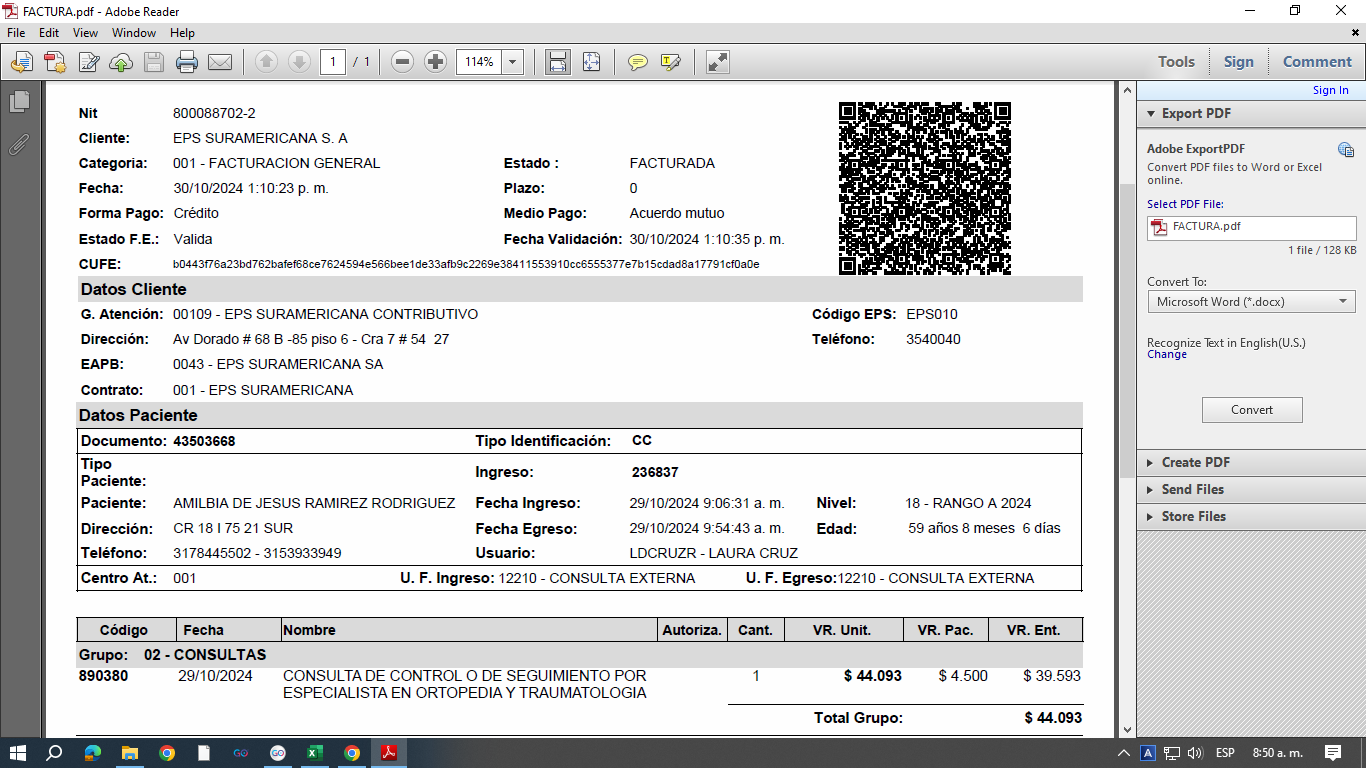 FACTURA.pdf - Adobe Reader
File Edit View Window Help
1 / 1 114% Tools Sign Comment
Sign In
Export PDF
Adobe ExportPDF
Convert PDF files to Word or Excel
online.
Select PDF File:
FACTURA.pdf
1 file / 128 KB
Convert To:
Microsoft Word (*.docx)
Recognize Text in English(U.S.)
Change
Convert
Create PDF
Send Files
Store Files
Nit 800088702-2
Cliente: EPS SURAMERICANA S. A
Categoria: 001 - FACTURACION GENERAL Estado : FACTURADA
Fecha: 30/10/2024 1:10:23 p. m. Plazo: 0
Forma Pago: Crédito Medio Pago: Acuerdo mutuo
Estado F.E.: Valida Fecha Validación: 30/10/2024 1:10:35 p. m.
CUFE: b0443f76a23bd762bafef68ce7624594e566bee1de33afb9c2269e38411553910cc6555377e7b15cdad8a17791cf0a0e
Datos Cliente
G. Atención: 00109 - EPS SURAMERICANA CONTRIBUTIVO Código EPS: EPS010
Dirección: Av Dorado # 68 B -85 piso 6 - Cra 7 # 54 27 Teléfono: 3540040
EAPB: 0043 - EPS SURAMERICANA SA
Contrato: 001 - EPS SURAMERICANA
Datos Paciente
Documento: 43503668 Tipo Identificación: CC
Tipo
Paciente: Ingreso: 236837
Paciente: AMILBIA DE JESUS RAMIREZ RODRIGUEZ Fecha Ingreso: 29/10/2024 9:06:31 a. m. Nivel: 18 - RANGO A 2024
Dirección: CR 18 I 75 21 SUR Fecha Egreso: 29/10/2024 9:54:43 a. m. Edad: 59 años 8 meses 6 días
Teléfono: 3178445502 - 3153933949 Usuario: LDCRUZR - LAURA CRUZ
Centro At.: 001 U. F. Ingreso: 12210 - CONSULTA EXTERNA U. F. Egreso:12210 - CONSULTA EXTERNA
Código Fecha Nombre Autoriza. Cant. VR. Unit. VR. Pac. VR. Ent.
Grupo: 02 - CONSULTAS
890380 29/10/2024 CONSULTA DE CONTROL O DE SEGUIMIENTO POR 1 $ 44.093 $ 4.500 $ 39.593
ESPECIALISTA EN ORTOPEDIA Y TRAUMATOLOGIA
Total Grupo: $ 44.093
ESP 8:50 a. m.